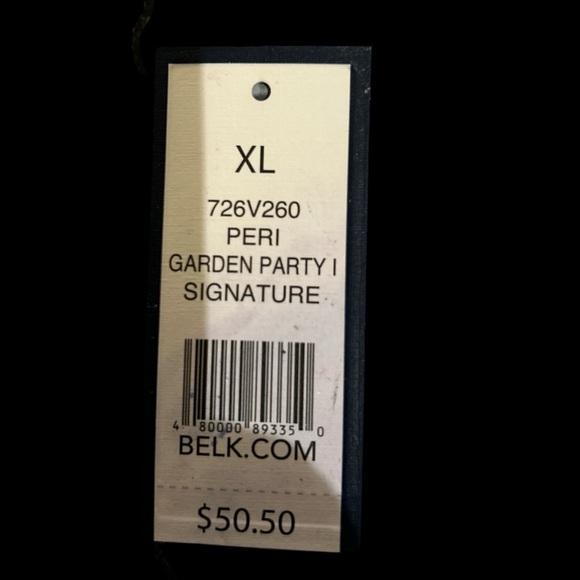 XL
726V260
PERI
GARDEN PARTY I
SIGNATURE
4 80000 89335 0
BELK.COM
$50.50